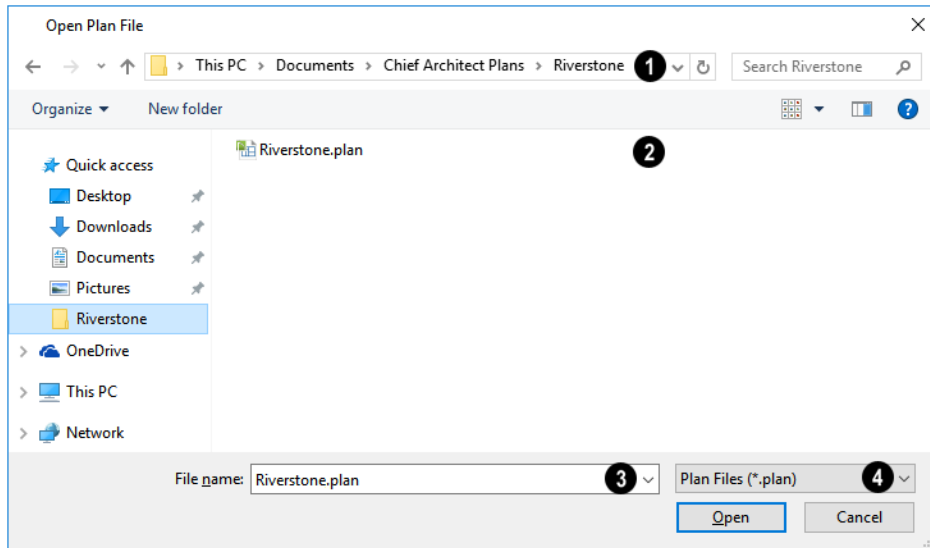 Open Plan File
This PC > Documents > Chief Architect Plans > Riverstone 1 Search Riverstone
Organize New folder ?
Riverstone.plan 2
Quick access
Desktop
Downloads
Documents
Pictures
Riverstone
OneDrive
This PC
Network
File name: Riverstone.plan 3 Plan Files (*.plan) 4
Open Cancel